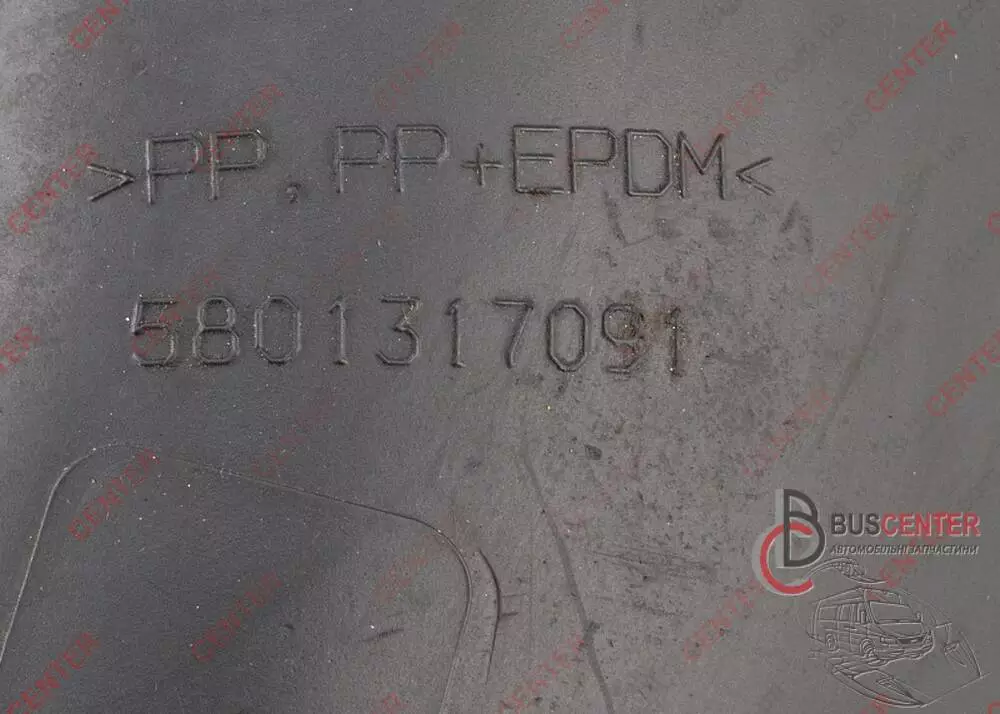 >PP, PP+EPDM<
5801317091
BUSCENTER
АВТОМОБІЛЬНІ ЗАПЧАСТИНИ